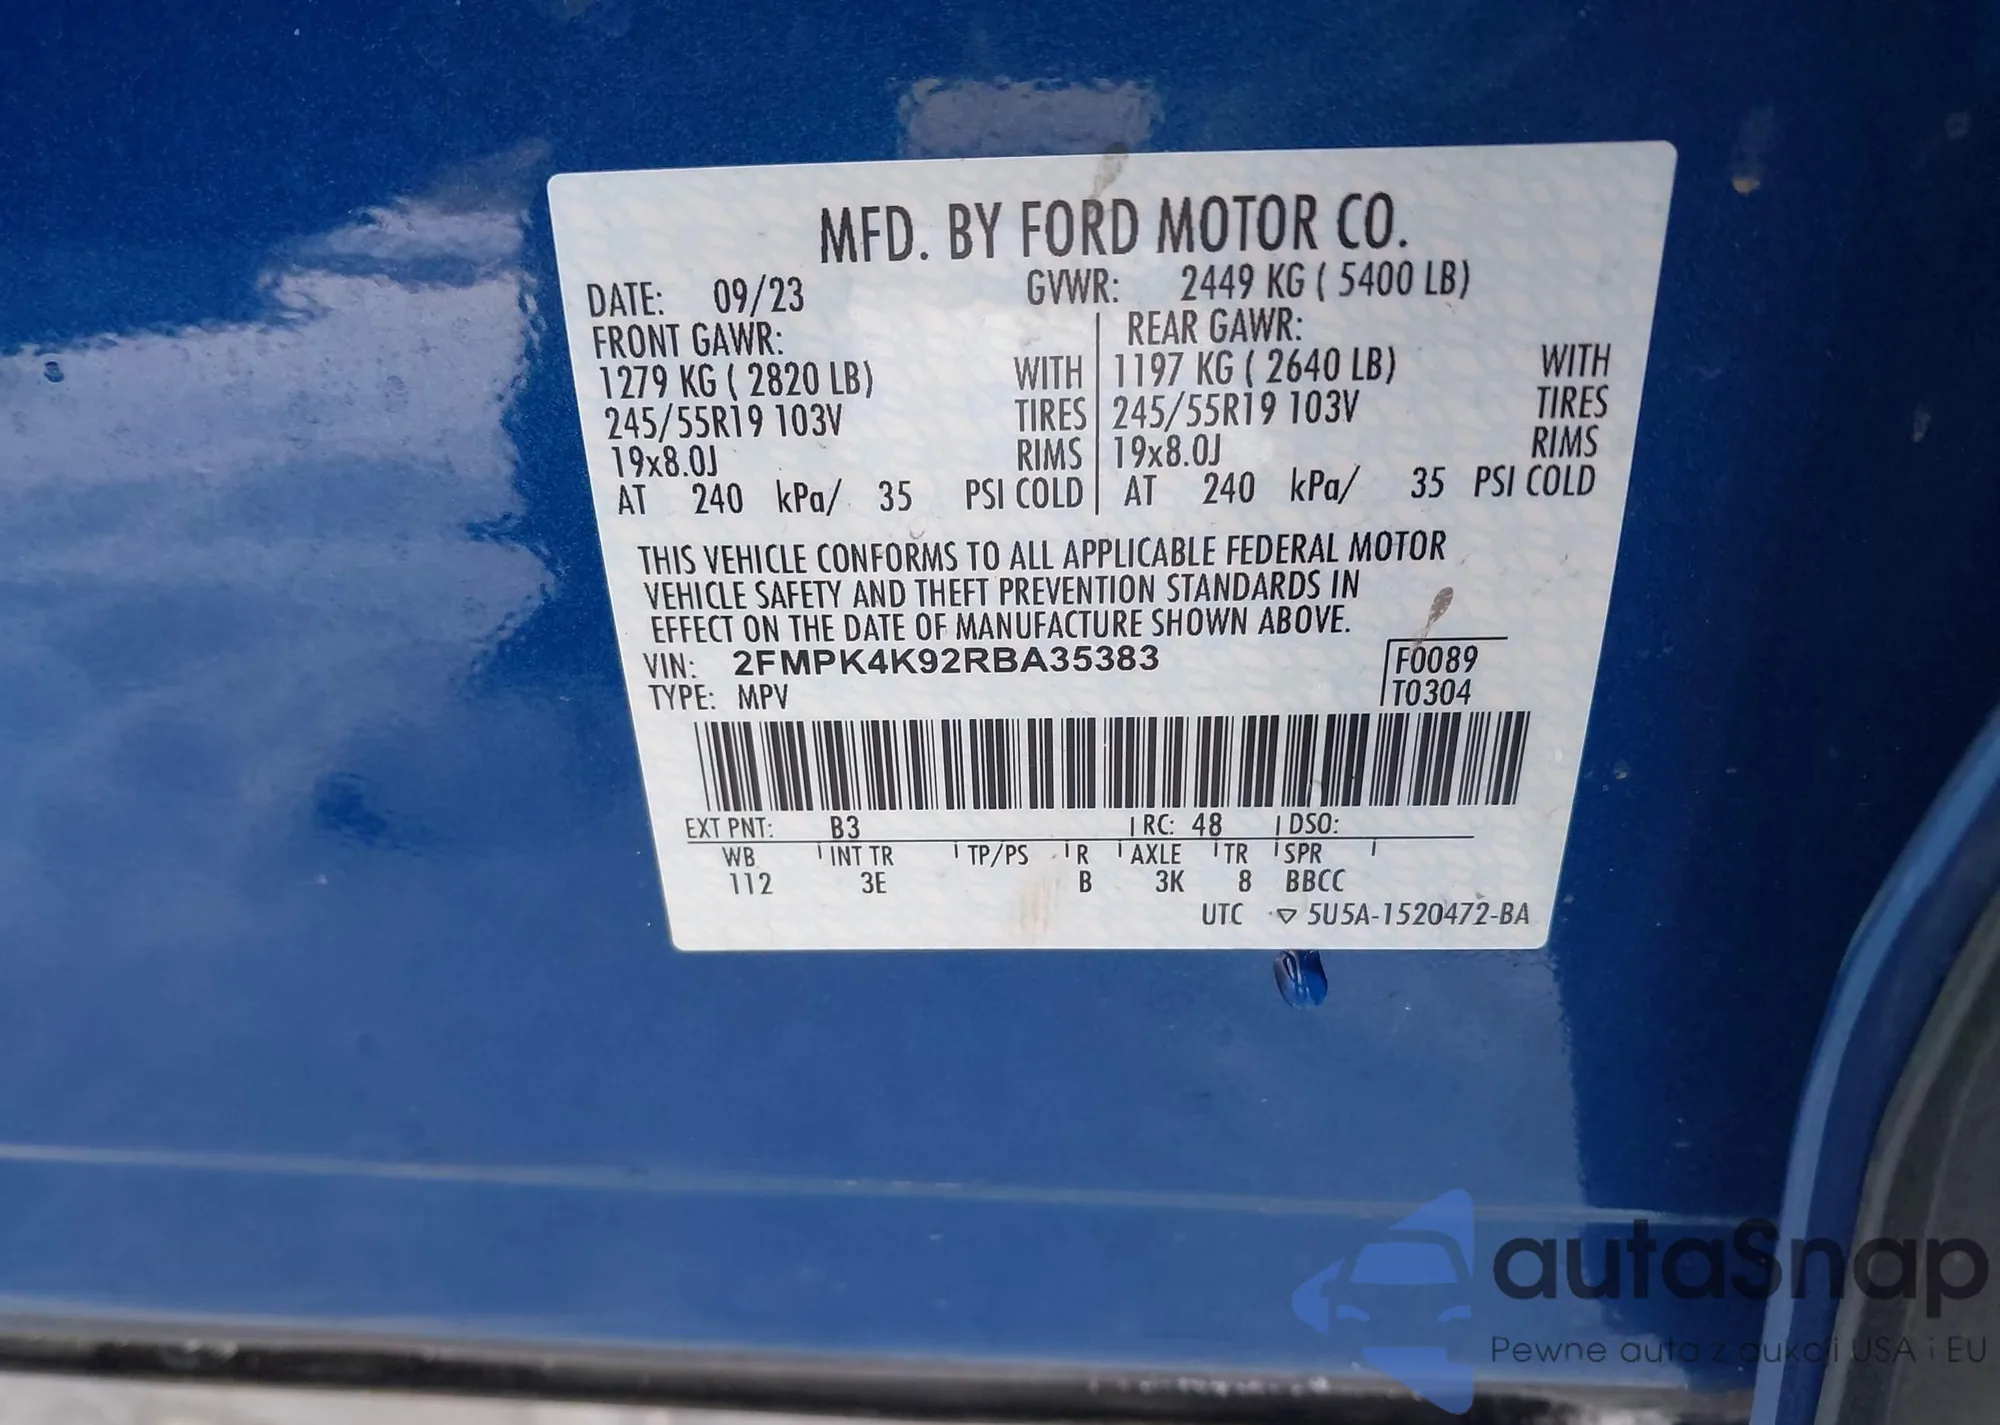 MFD. BY FORD MOTOR CO.
DATE: 09/23 GVWR: 2449 KG ( 5400 LB)
FRONT GAWR: REAR GAWR:
1279 KG ( 2820 LB) WITH 1197 KG ( 2640 LB) WITH
245/55R19 103V TIRES 245/55R19 103V TIRES
19x8.0J RIMS 19x8.0J RIMS
AT 240 kPa/ 35 PSI COLD AT 240 kPa/ 35 PSI COLD
THIS VEHICLE CONFORMS TO ALL APPLICABLE FEDERAL MOTOR
VEHICLE SAFETY AND THEFT PREVENTION STANDARDS IN
EFFECT ON THE DATE OF MANUFACTURE SHOWN ABOVE.
VIN: 2FMPK4K92RBA35383 F0089
TYPE: MPV T0304
EXT PNT: B3 RC: 48 DSO:
WB INT TR TP/PS R AXLE TR SPR
112 3E B 3K 8 BBCC
UTC ▽ 5U5A-1520472-BA
autaSnap
Pewne auta z aukcji USA i EU